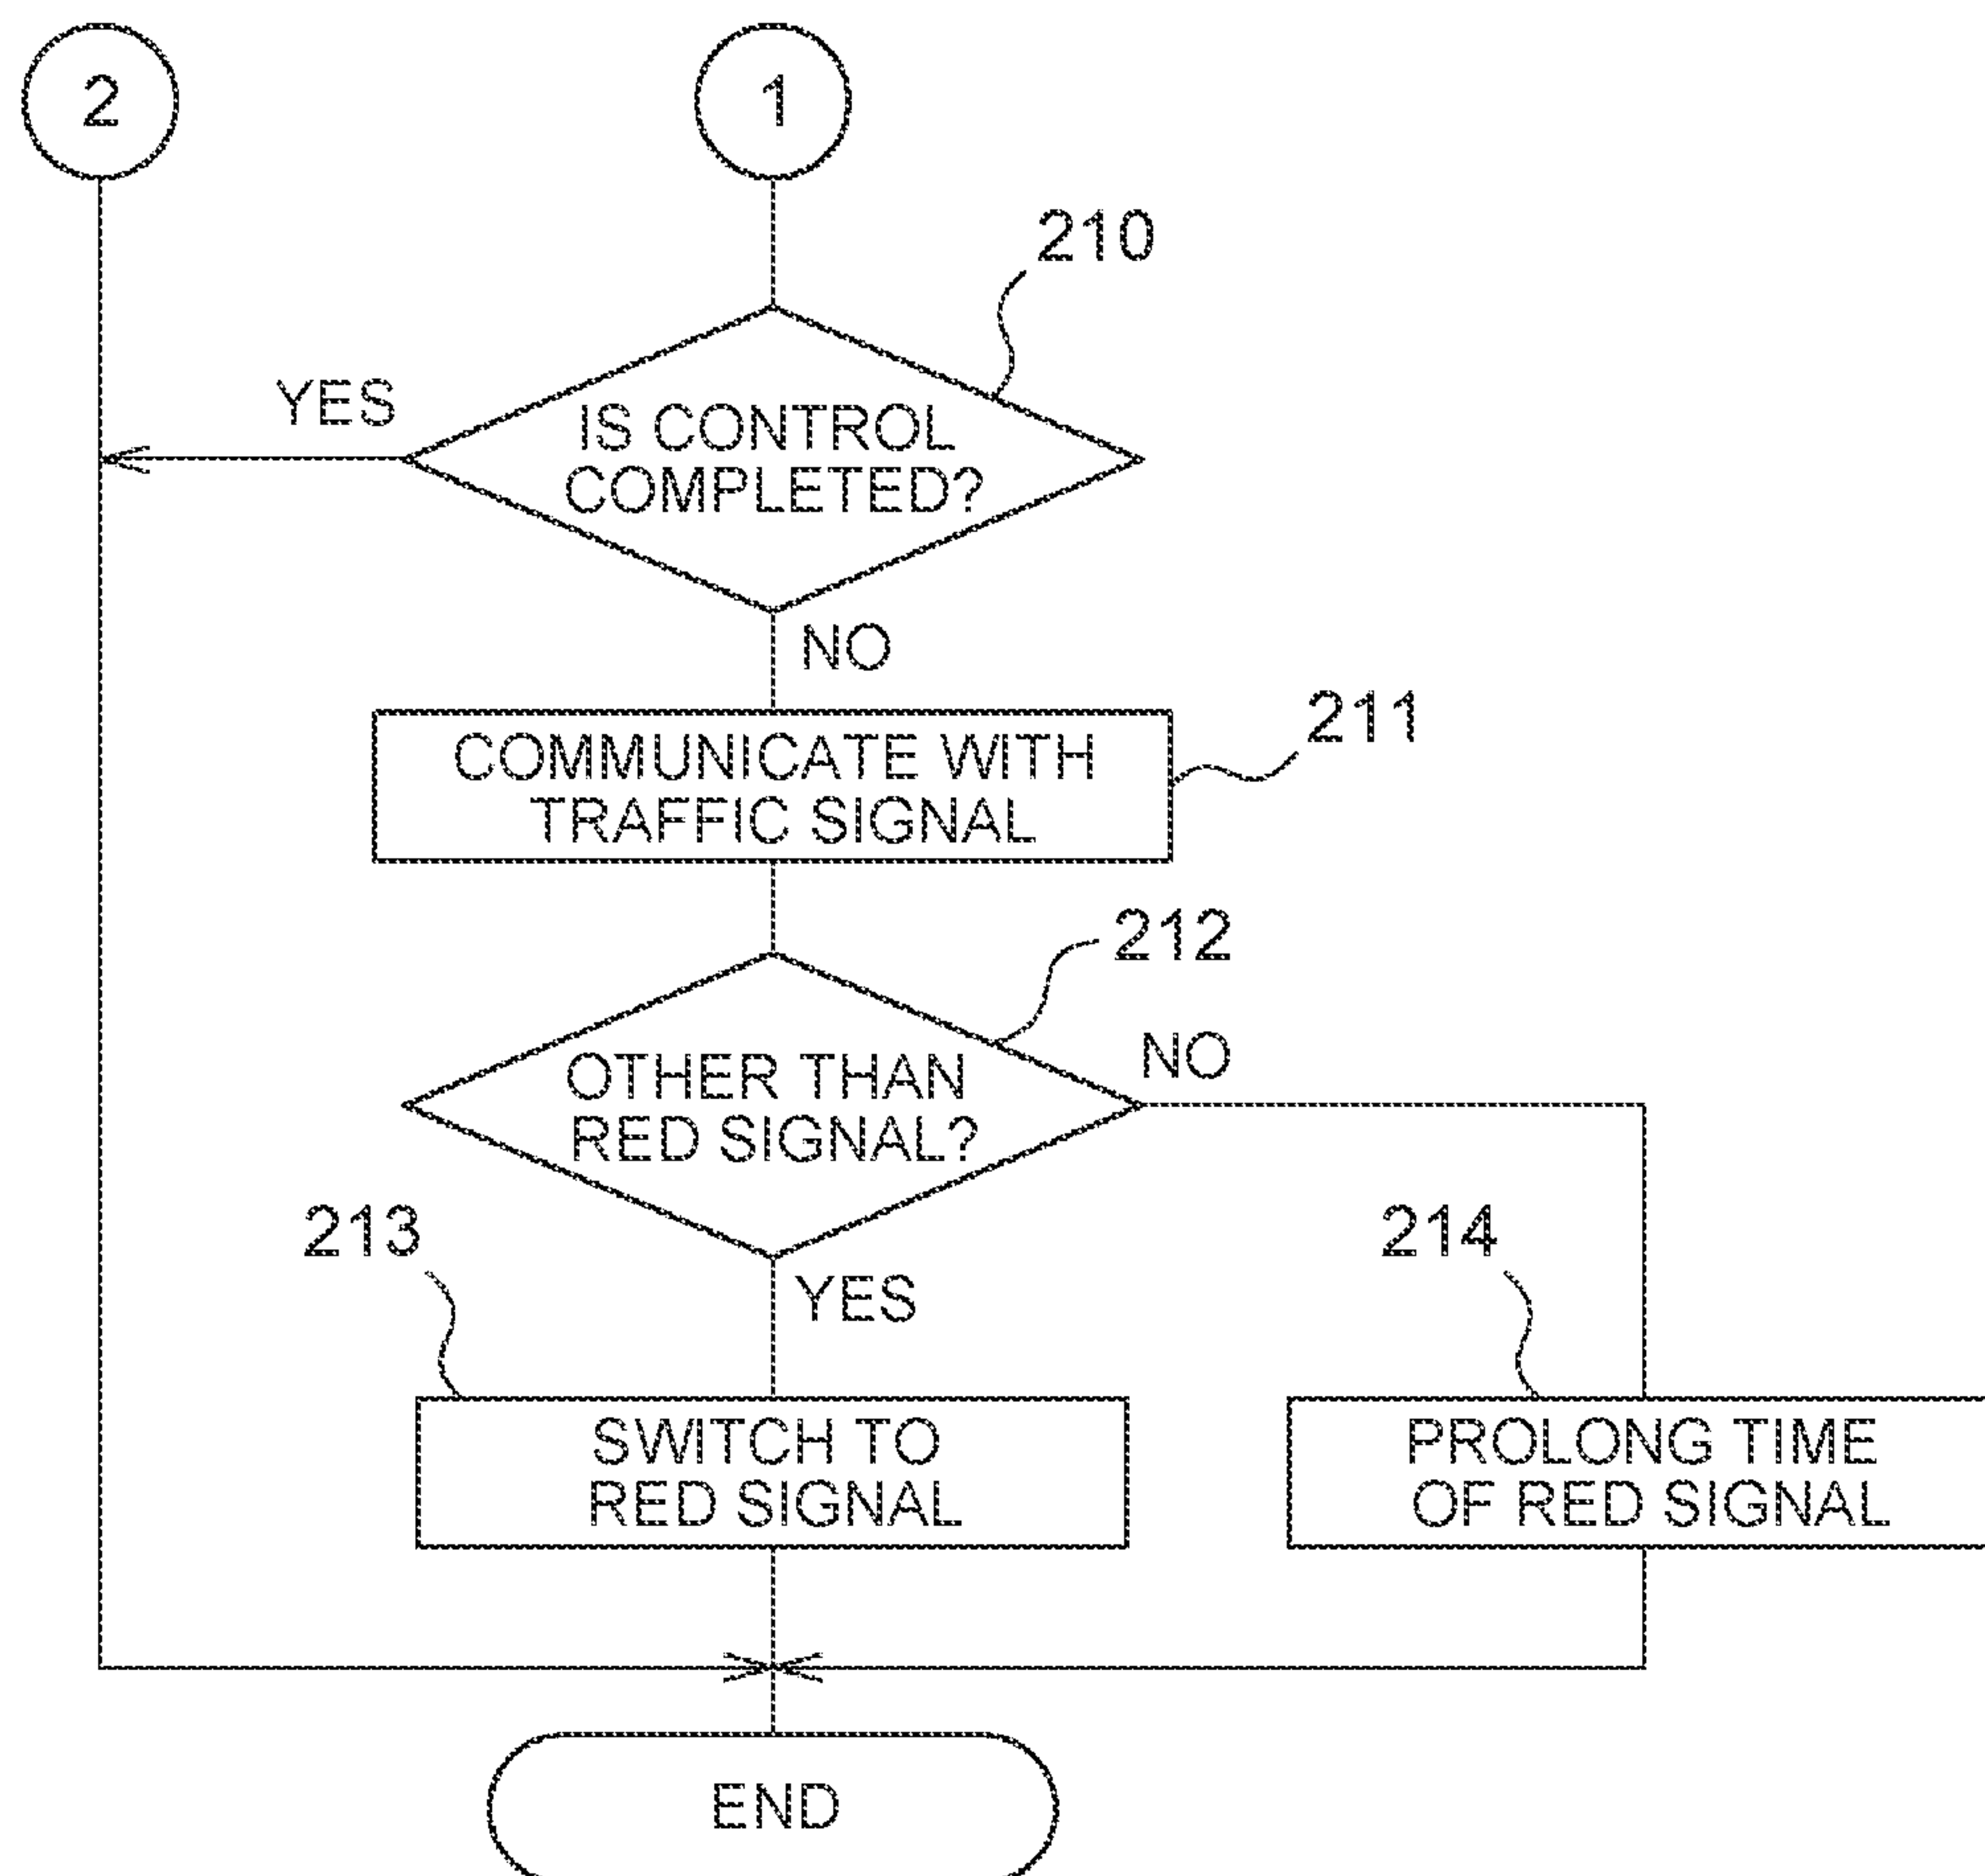 2
1
210
YES
IS CONTROL
COMPLETED?
NO
211
COMMUNICATE WITH
TRAFFIC SIGNAL
212
NO
OTHER THAN
RED SIGNAL?
213
YES
214
SWITCH TO
RED SIGNAL
PROLONG TIME
OF RED SIGNAL
END